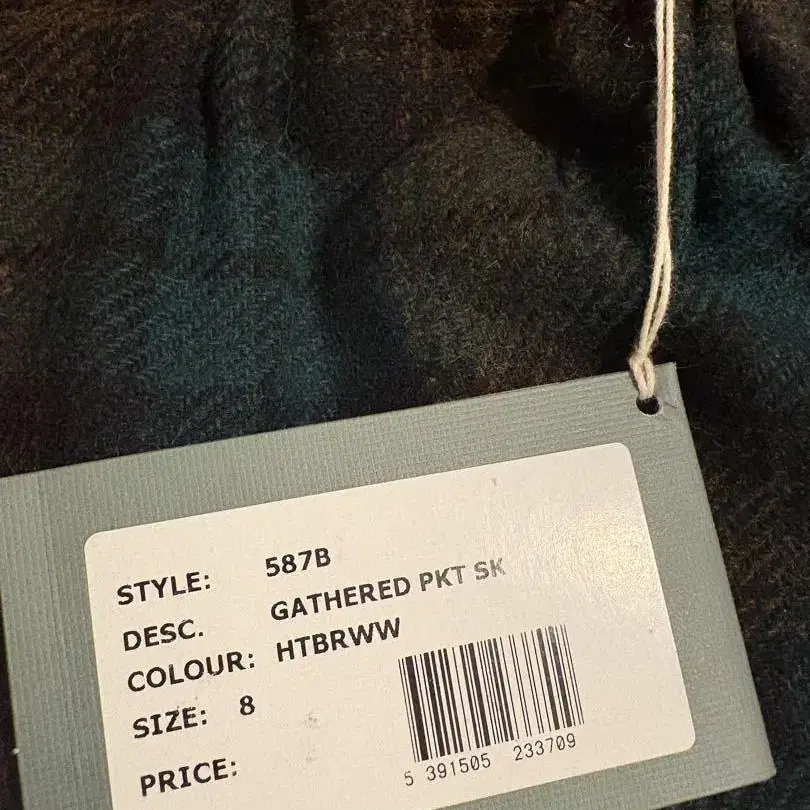 STYLE: 587B
DESC. GATHERED PKT SK
COLOUR: HTBRWW
SIZE: 8
PRICE:
5 391505 233709